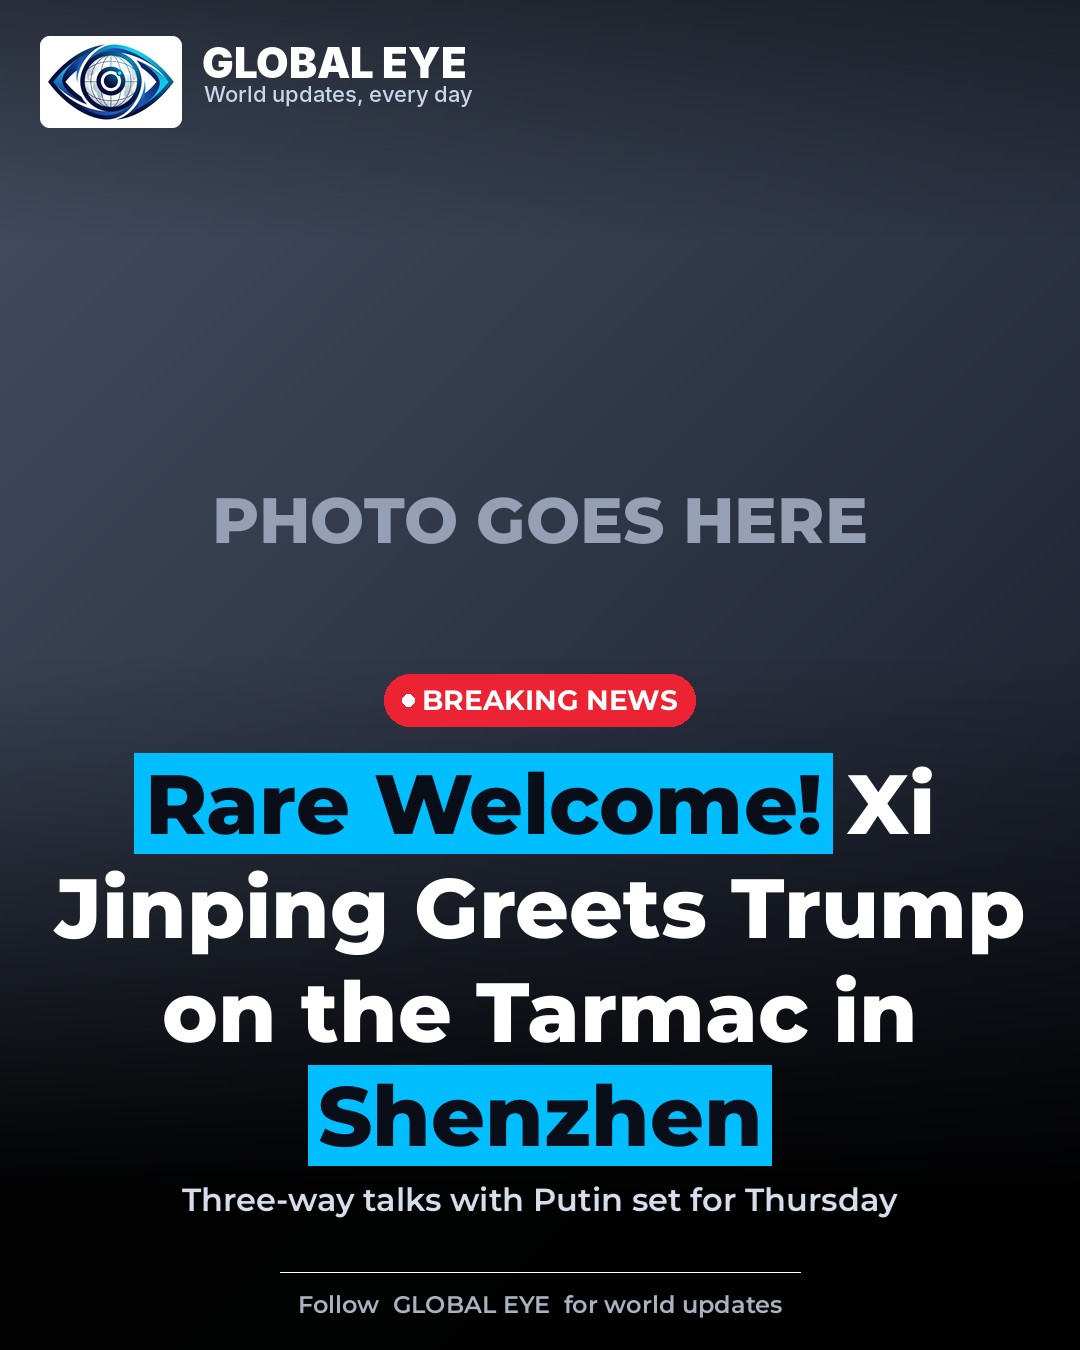 GLOBAL EYE
World updates, every day
PHOTO GOES HERE
BREAKING NEWS
Rare Welcome! Xi
Jinping Greets Trump
on the Tarmac in
Shenzhen
Three-way talks with Putin set for Thursday
Follow GLOBAL EYE for world updates